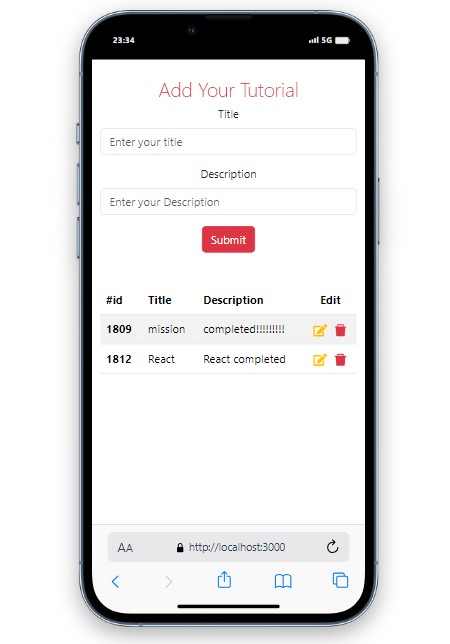 23:34 5G
Add Your Tutorial
Title
Enter your title
Description
Enter your Description
Submit
#id Title Description Edit
1809 mission completed!!!!!!!!!
1812 React React completed
AA http://localhost:3000